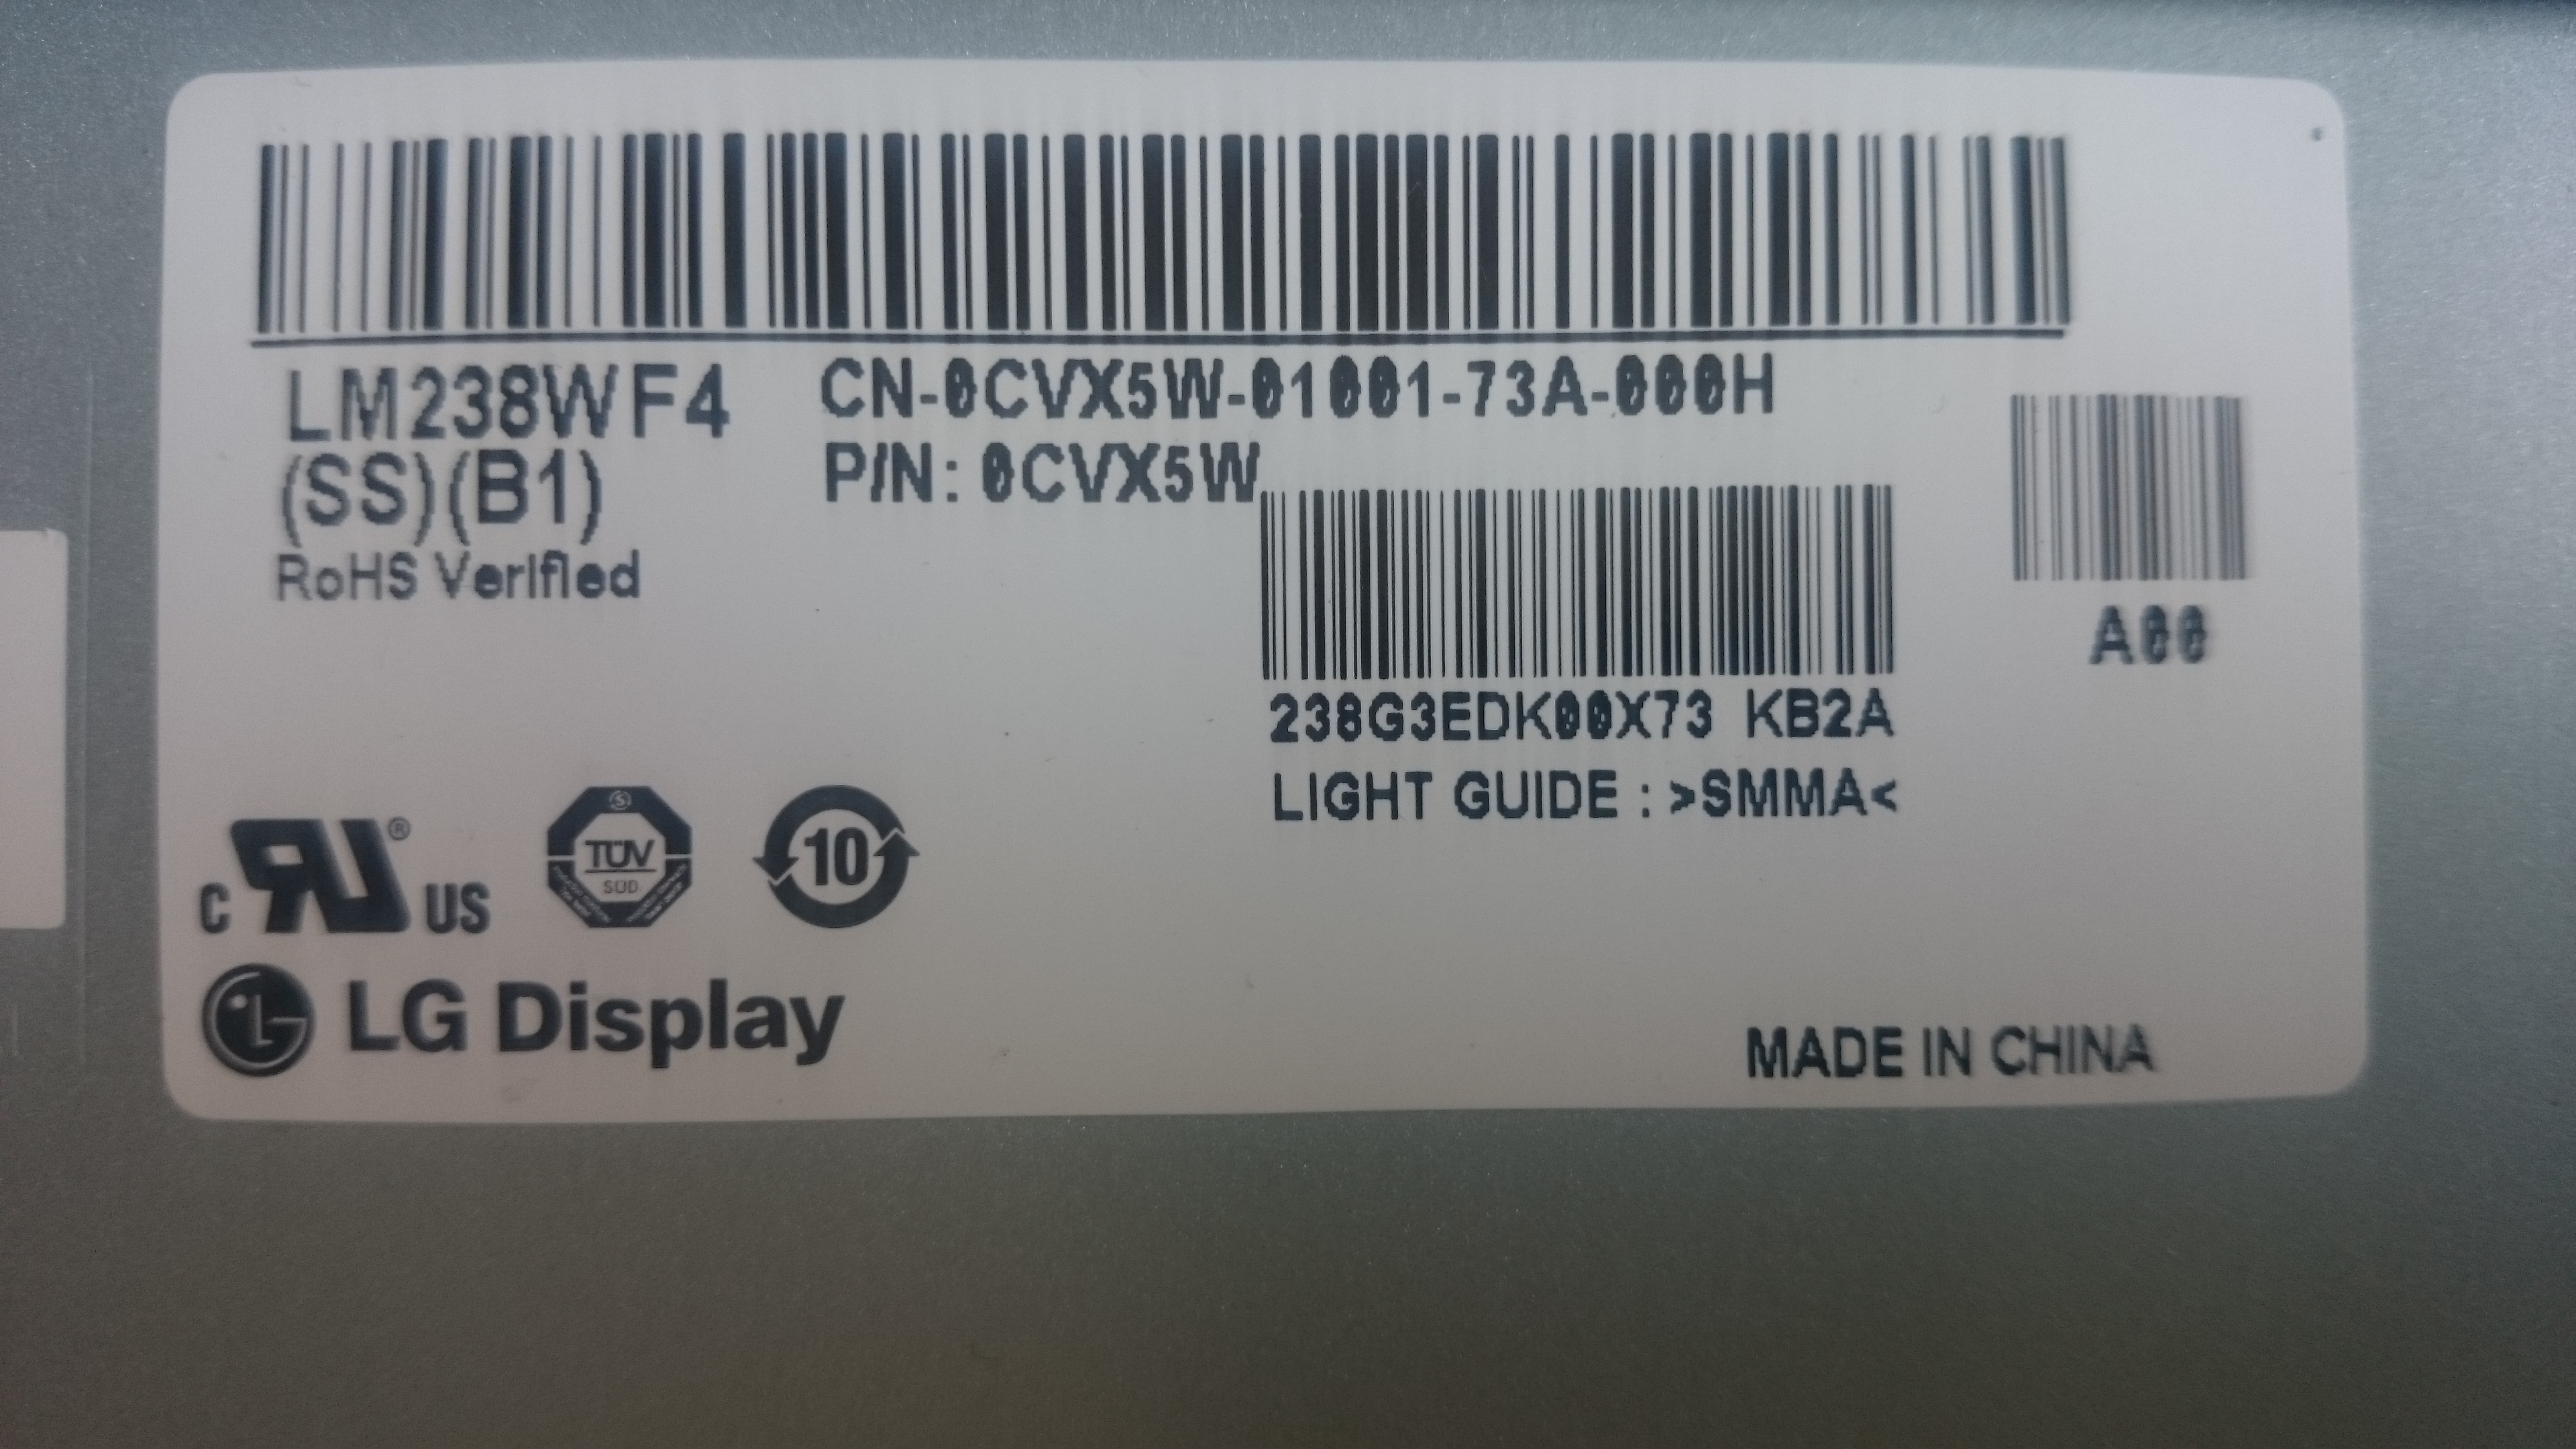 LM238WF4
(SS)(B1)
RoHS Verified
CN-0CVX5W-01001-73A-000H
P/N: 0CVX5W
238G3EDK00X73 KB2A
LIGHT GUIDE : >SMMA<
A00
c RU ® US
TÜV
SÜD
10
LG Display
MADE IN CHINA